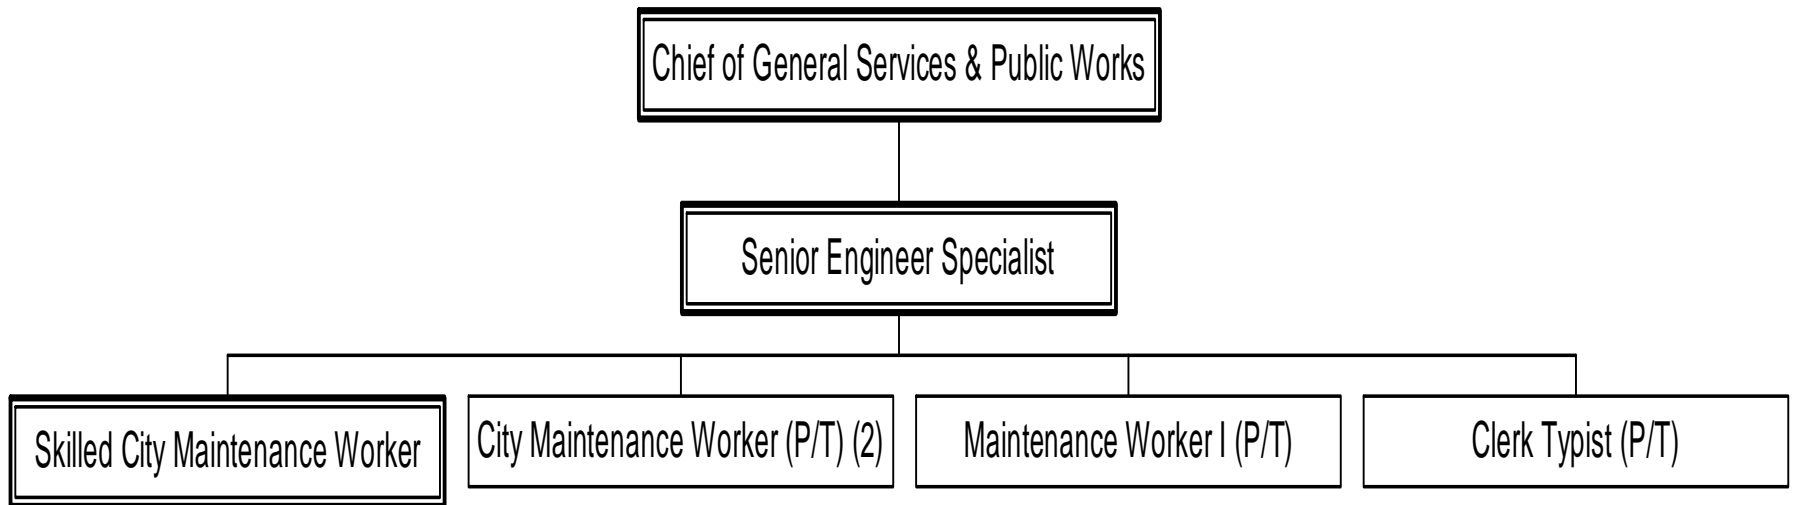 Chief of General Services & Public Works
Senior Engineer Specialist
Skilled City Maintenance Worker
City Maintenance Worker (P/T) (2)
Maintenance Worker I (P/T)
Clerk Typist (P/T)